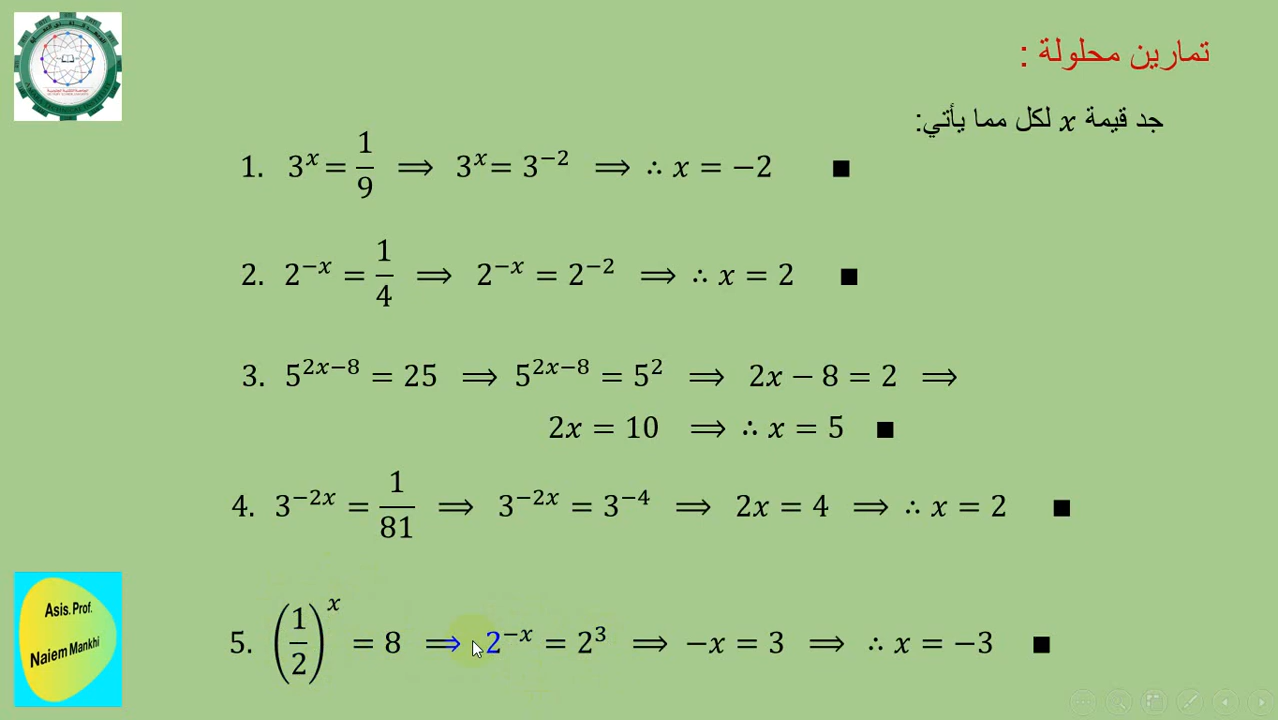 تمارين محلولة :
جد قيمة x لكل مما يأتي:
1. 3^x = 1/9 ⟹ 3^x = 3^−2 ⟹ ∴ x = −2 ■
2. 2^−x = 1/4 ⟹ 2^−x = 2^−2 ⟹ ∴ x = 2 ■
3. 5^(2x−8) = 25 ⟹ 5^(2x−8) = 5^2 ⟹ 2x − 8 = 2 ⟹
2x = 10 ⟹ ∴ x = 5 ■
4. 3^−2x = 1/81 ⟹ 3^−2x = 3^−4 ⟹ 2x = 4 ⟹ ∴ x = 2 ■
5. (1/2)^x = 8 ⟹ 2^−x = 2^3 ⟹ −x = 3 ⟹ ∴ x = −3 ■
Asis. Prof.
Naiem Mankhi